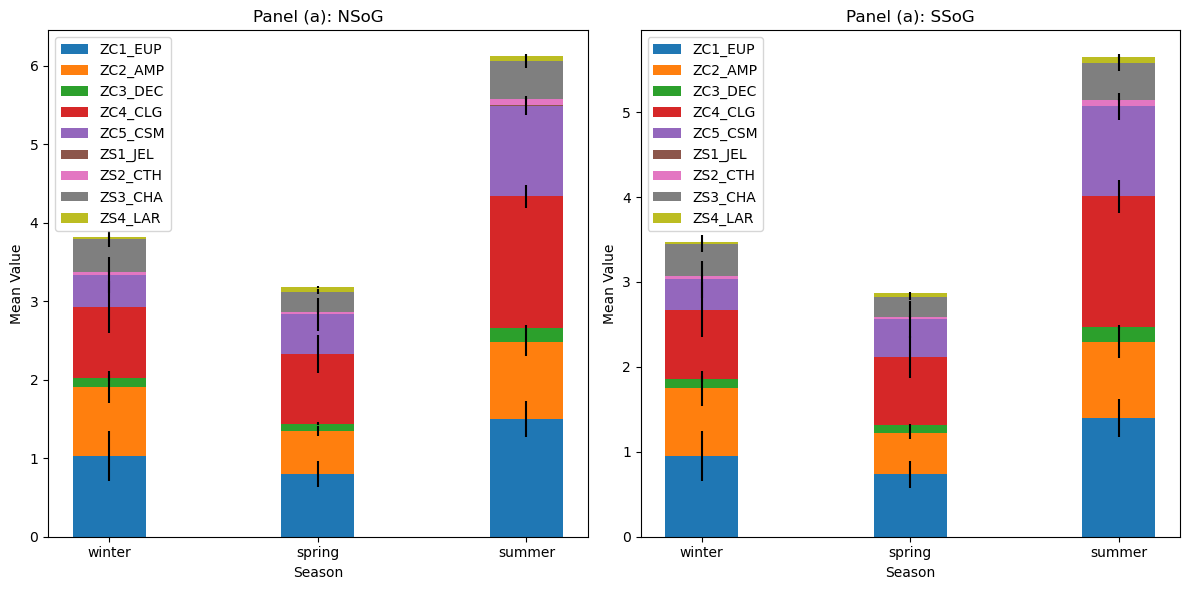 Panel (a): NSoG
Mean Value
6
5
4
3
2
1
0
ZC1_EUP
ZC2_AMP
ZC3_DEC
ZC4_CLG
ZC5_CSM
ZS1_JEL
ZS2_CTH
ZS3_CHA
ZS4_LAR
winter
spring
summer
Season
Panel (a): SSoG
Mean Value
5
4
3
2
1
0
ZC1_EUP
ZC2_AMP
ZC3_DEC
ZC4_CLG
ZC5_CSM
ZS1_JEL
ZS2_CTH
ZS3_CHA
ZS4_LAR
winter
spring
summer
Season